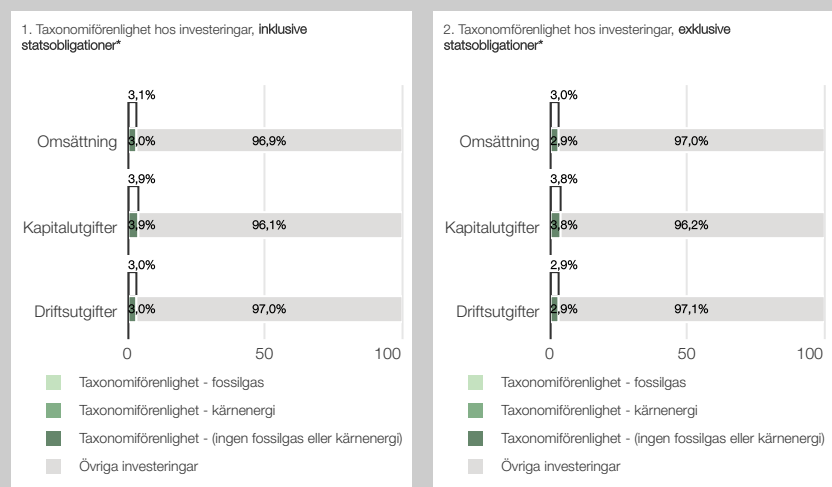 1. Taxonomiförenlighet hos investeringar, inklusive
statsobligationer*
3,1%
Omsättning 3,0% 96,9%
3,9%
Kapitalutgifter 3,9% 96,1%
3,0%
Driftsutgifter 3,0% 97,0%
0 50 100
Taxonomiförenlighet - fossilgas
Taxonomiförenlighet - kärnenergi
Taxonomiförenlighet - (ingen fossilgas eller kärnenergi)
Övriga investeringar
2. Taxonomförenlighet hos investeringar, exklusive
statsobligationer*
3,0%
Omsättning 2,9% 97,0%
3,8%
Kapitalutgifter 3,8% 96,2%
2,9%
Driftsutgifter 2,9% 97,1%
0 50 100
Taxonomiförenlighet - fossilgas
Taxonomiförenlighet - kärnenergi
Taxonomiförenlighet - (ingen fossilgas eller kärnenergi)
Övriga investeringar